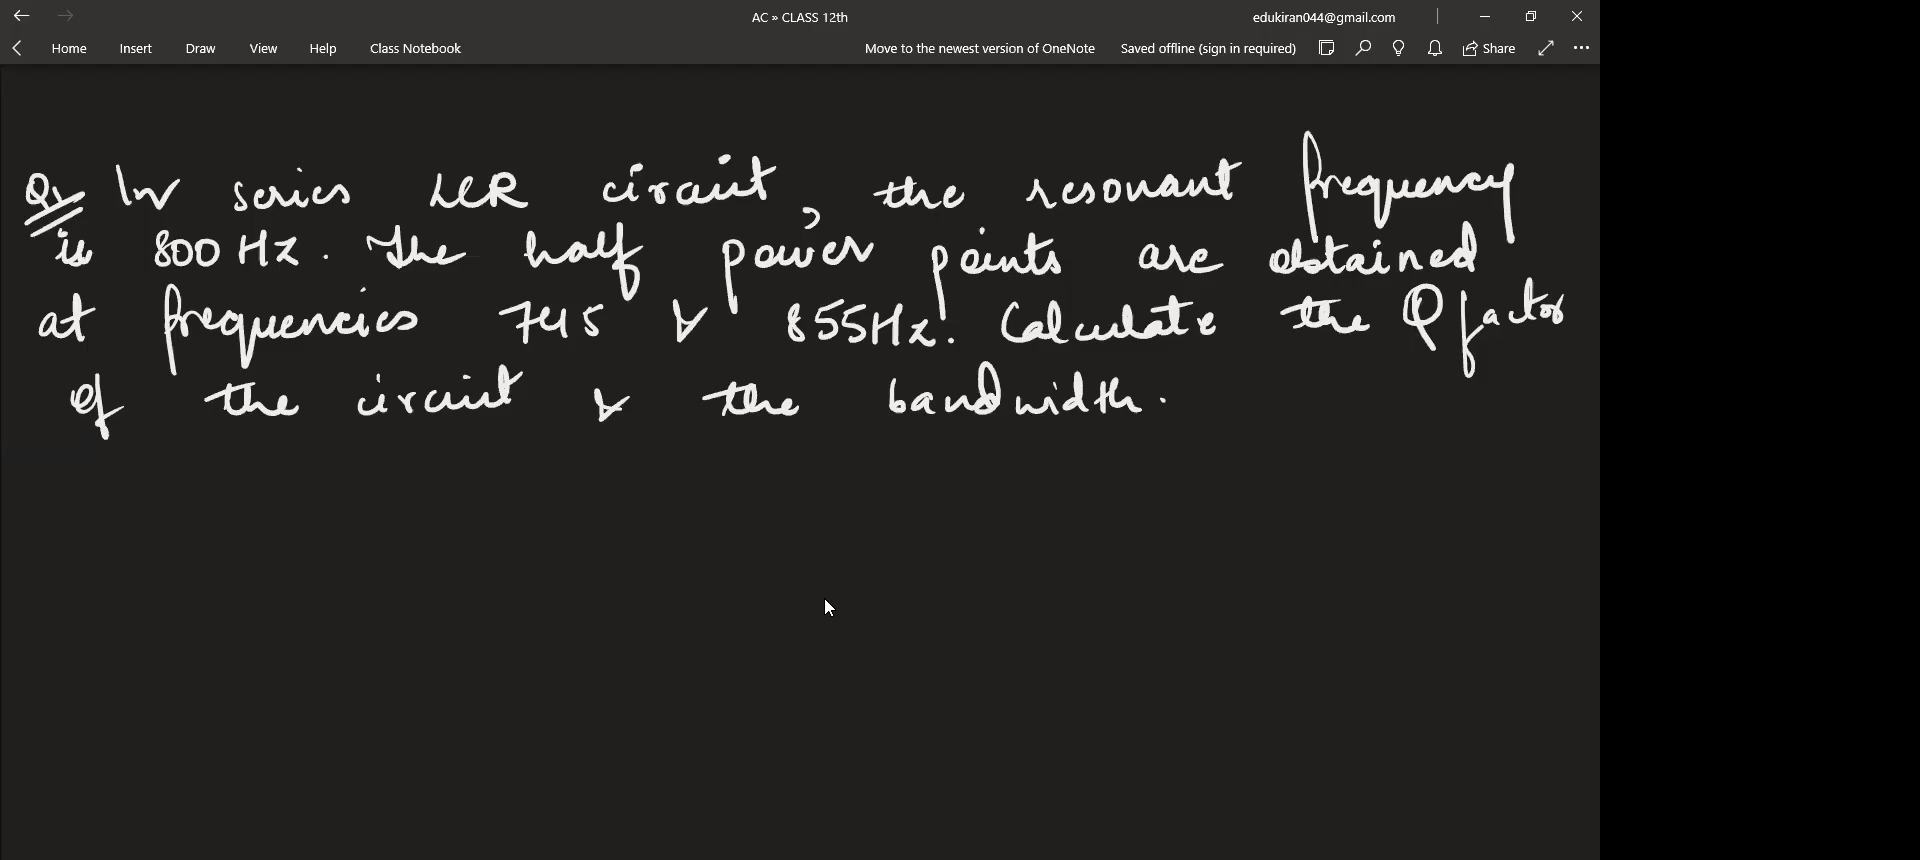 AC » CLASS 12th
edukiran044@gmail.com
Home Insert Draw View Help Class Notebook Move to the newest version of OneNote Saved offline (sign in required) Share
Q1 In series LCR circuit, the resonant frequency
is 800 Hz. The half power points are obtained
at frequencies 745 & 855Hz. Calculate the Q factor
of the circuit & the bandwidth.